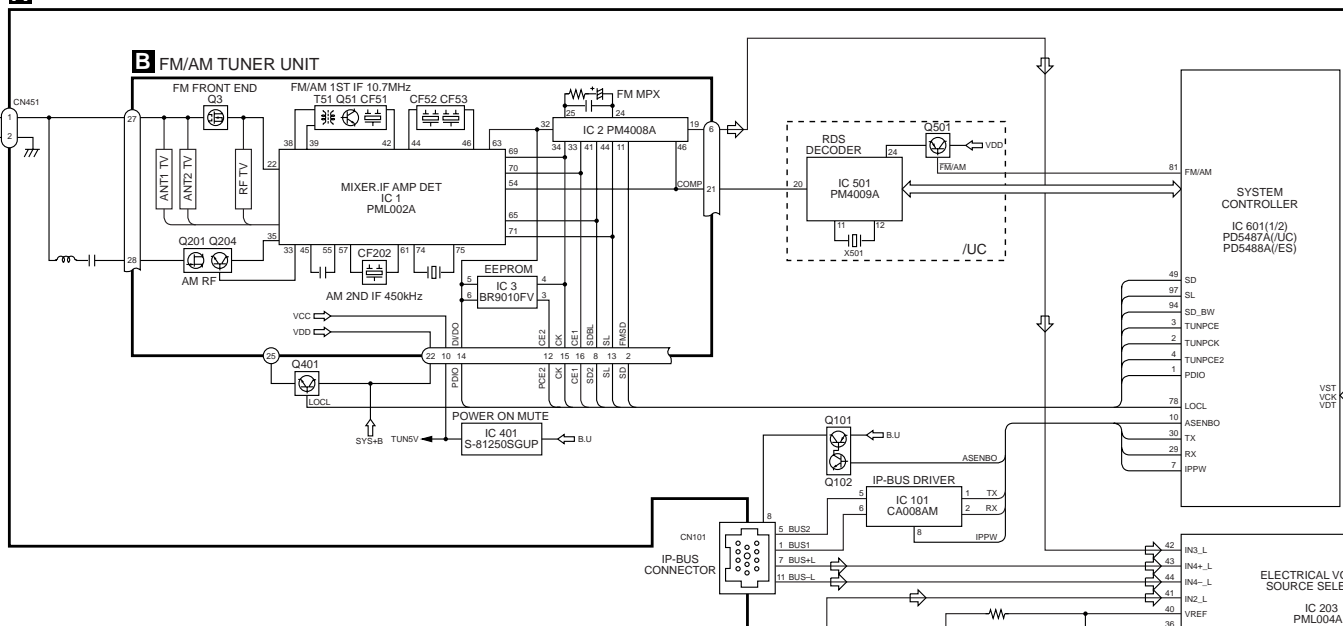 B FM/AM TUNER UNIT
CN451
1
2
FM FRONT END
Q3
FM/AM 1ST IF 10.7MHz
T51 Q51 CF51
CF52 CF53
FM MPX
25
24
27
38
39
42
44
46
63
32
IC 2 PM4008A
19
6
34
33
41
44
11
46
ANT1 TV
ANT2 TV
RF TV
22
MIXER.IF AMP DET
IC 1
PML002A
69
70
54
65
71
COMP
21
35
Q201 Q204
28
AM RF
33
45
55
57
CF202
61
74
75
AM 2ND IF 450kHz
EEPROM
IC 3
BR9010FV
5
6
4
3
VCC
VDD
DI/DO
CE2
CK
CE1
SDBL
SL
FMSD
25
22
10
14
12
15
16
8
13
2
Q401
LOCL
PDIO
PCE2
CK
CE1
SD2
SL
SD
SYS+B
POWER ON MUTE
TUN5V
IC 401
S-81250SGUP
B.U
RDS
DECODER
20
IC 501
PM4009A
24
11
12
X501
/UC
Q501
VDD
FM/AM
81
FM/AM
SYSTEM
CONTROLLER
IC 601(1/2)
PD5487A(/UC)
PD5488A(/ES)
49
SD
97
SL
94
SD_BW
3
TUNPCE
2
TUNPCK
4
TUNPCE2
1
PDIO
78
LOCL
10
ASENBO
30
TX
29
RX
7
IPPW
VST
VCK
VDT
Q101
B.U
Q102
ASENBO
IP-BUS DRIVER
IC 101
CA008AM
5
6
1
TX
2
RX
8
IPPW
CN101
IP-BUS
CONNECTOR
8
5 BUS2
1 BUS1
7 BUS+L
11 BUS–L
42
IN3_L
43
IN4+_L
44
IN4–_L
41
IN2_L
40
VREF
36
ELECTRICAL VO
SOURCE SELE
IC 203
PML004A